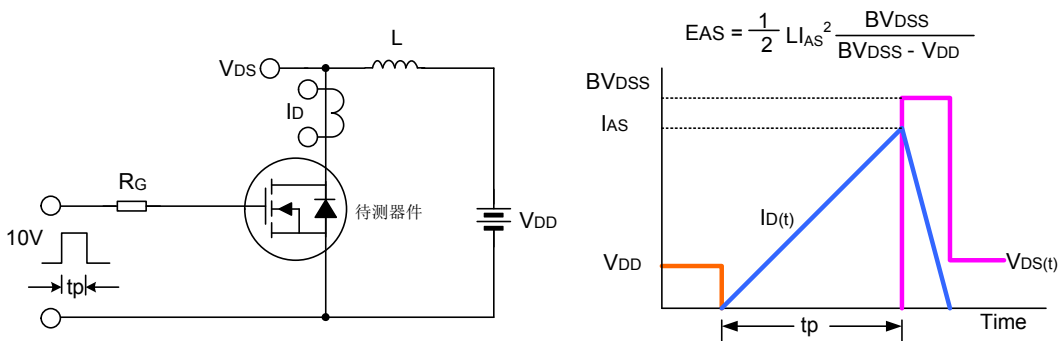 VDS
L
ID
RG
10V
tp
待测器件
VDD
EAS = 1/2 LIAS² BVDSS / BVDSS - VDD
BVDSS
IAS
ID(t)
VDD
VDS(t)
tp
Time